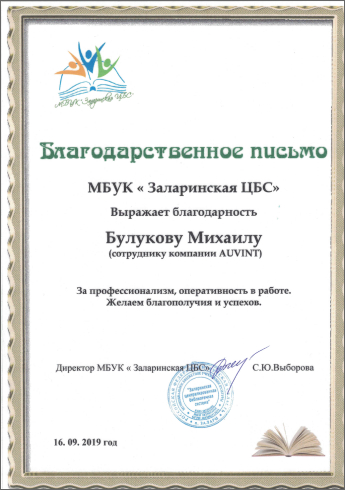 МБУК Заларинская ЦБС
Благодарственное письмо
МБУК « Заларинская ЦБС»
Выражает благодарность
Булукову Михаилу
(сотруднику компании AUVINT)
За профессионализм, оперативность в работе.
Желаем благополучия и успехов.
Директор МБУК « Заларинская ЦБС»
С.Ю.Выборова
"Заларинская
централизованная
библиотечная
система"
16. 09. 2019 год